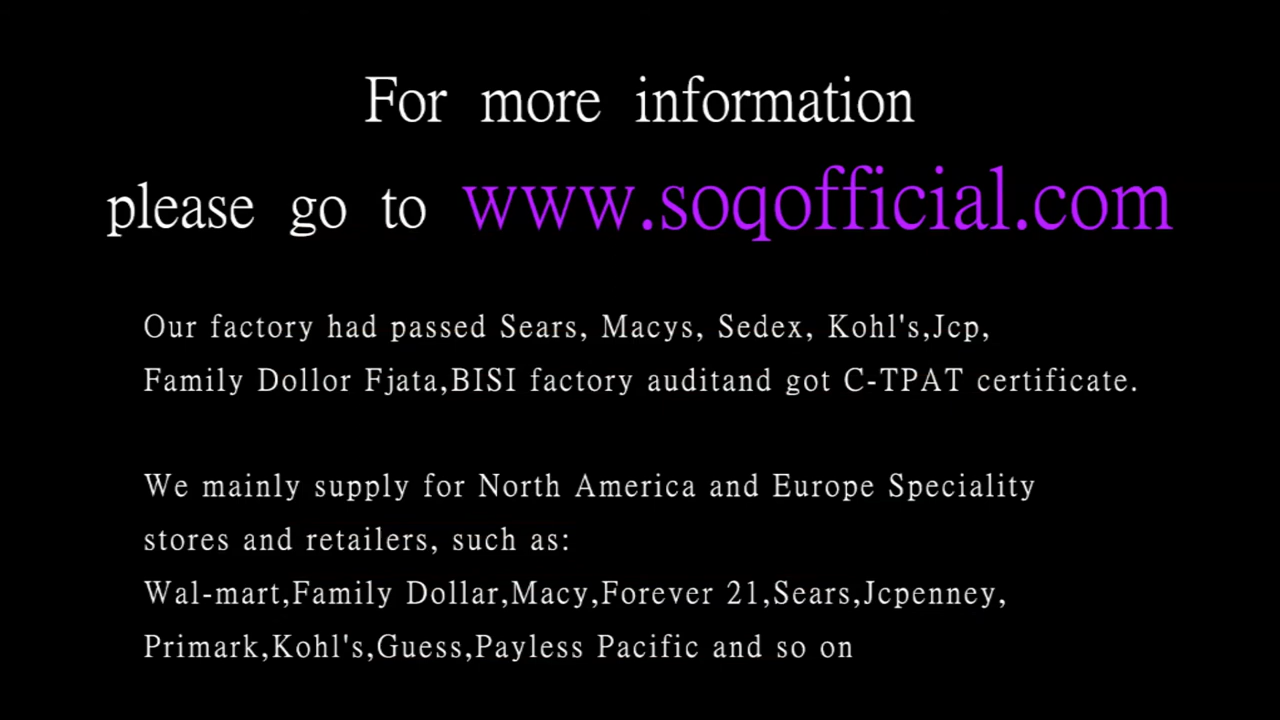 For more information
please go to www.soqofficial.com
Our factory had passed Sears, Macys, Sedex, Kohl's,Jcp,
Family Dollor Fjata,BISI factory auditand got C-TPAT certificate.
We mainly supply for North America and Europe Speciality
stores and retailers, such as:
Wal-mart,Family Dollar,Macy,Forever 21,Sears,Jcpenney,
Primark,Kohl's,Guess,Payless Pacific and so on